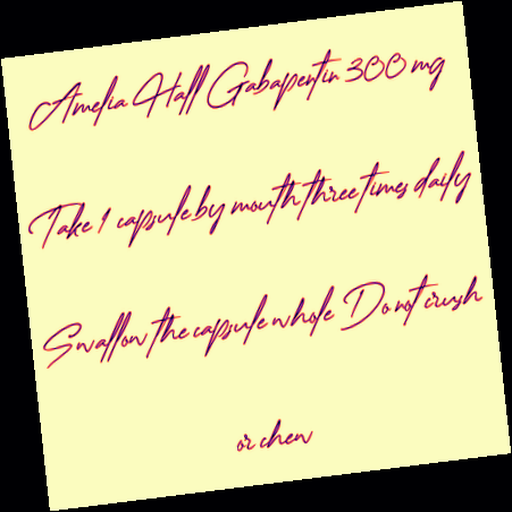 Amelia Hall Gabapentin 300 mg
Take 1 capsule by mouth three times daily
Swallow the capsule whole Do not crush
or chew